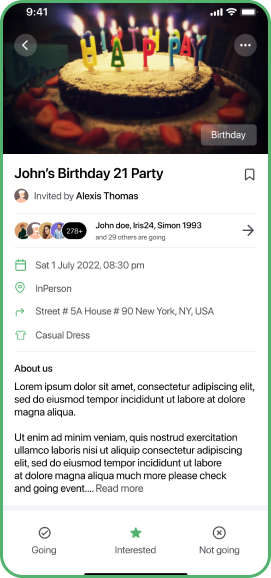 9:41
HAPPAY
Birthday
John's Birthday 21 Party
Invited by Alexis Thomas
278+
John doe, Iris24, Simon 1993
and 29 others are going
Sat 1 July 2022, 08:30 pm
InPerson
Street # 5A House # 90 New York, NY, USA
Casual Dress
About us
Lorem ipsum dolor sit amet, consectetur adipiscing elit,
sed do eiusmod tempor incididunt ut labore at dolore
magna aliqua.
Ut enim ad minim veniam, quis nostrud exercitation
ullamco laboris nisi ut aliquip consectetur adipiscing
elit, sed do eiusmod tempor incididunt ut labore
at dolore magna aliqua much more please check
and going event.... Read more
Going
Interested
Not going